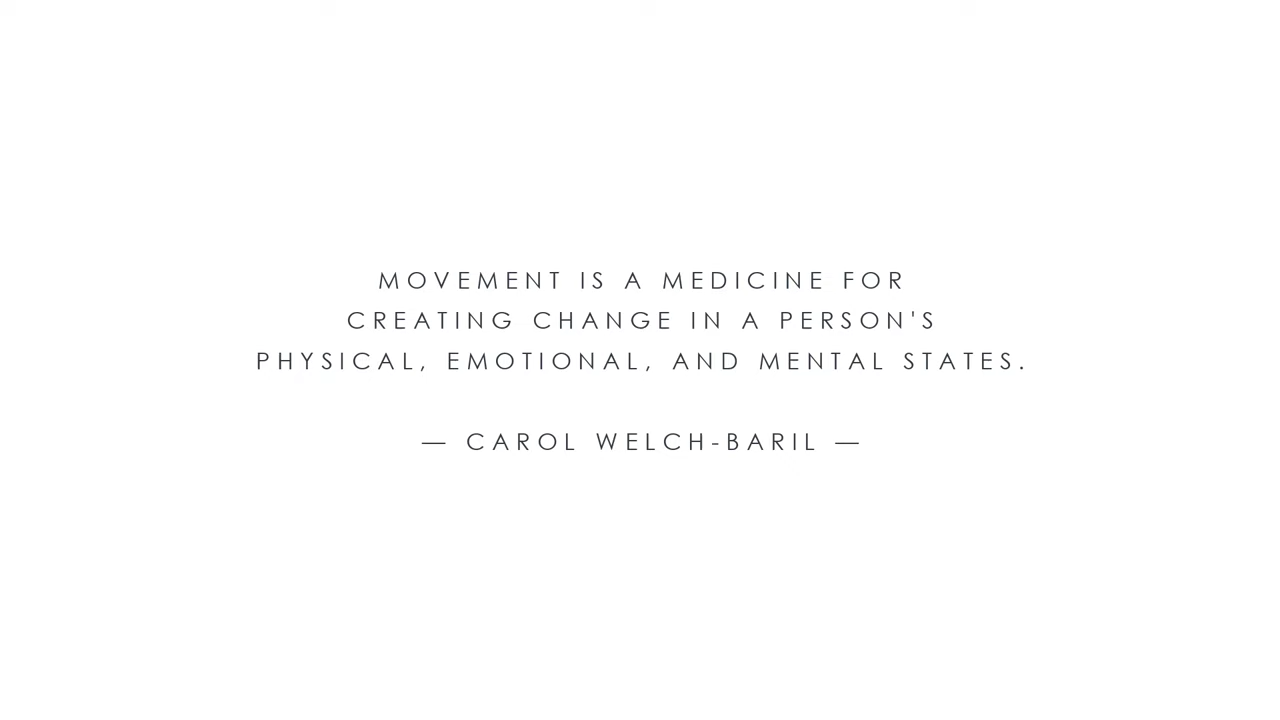 MOVEMENT IS A MEDICINE FOR
CREATING CHANGE IN A PERSON'S
PHYSICAL, EMOTIONAL, AND MENTAL STATES.
— CAROL WELCH-BARIL —